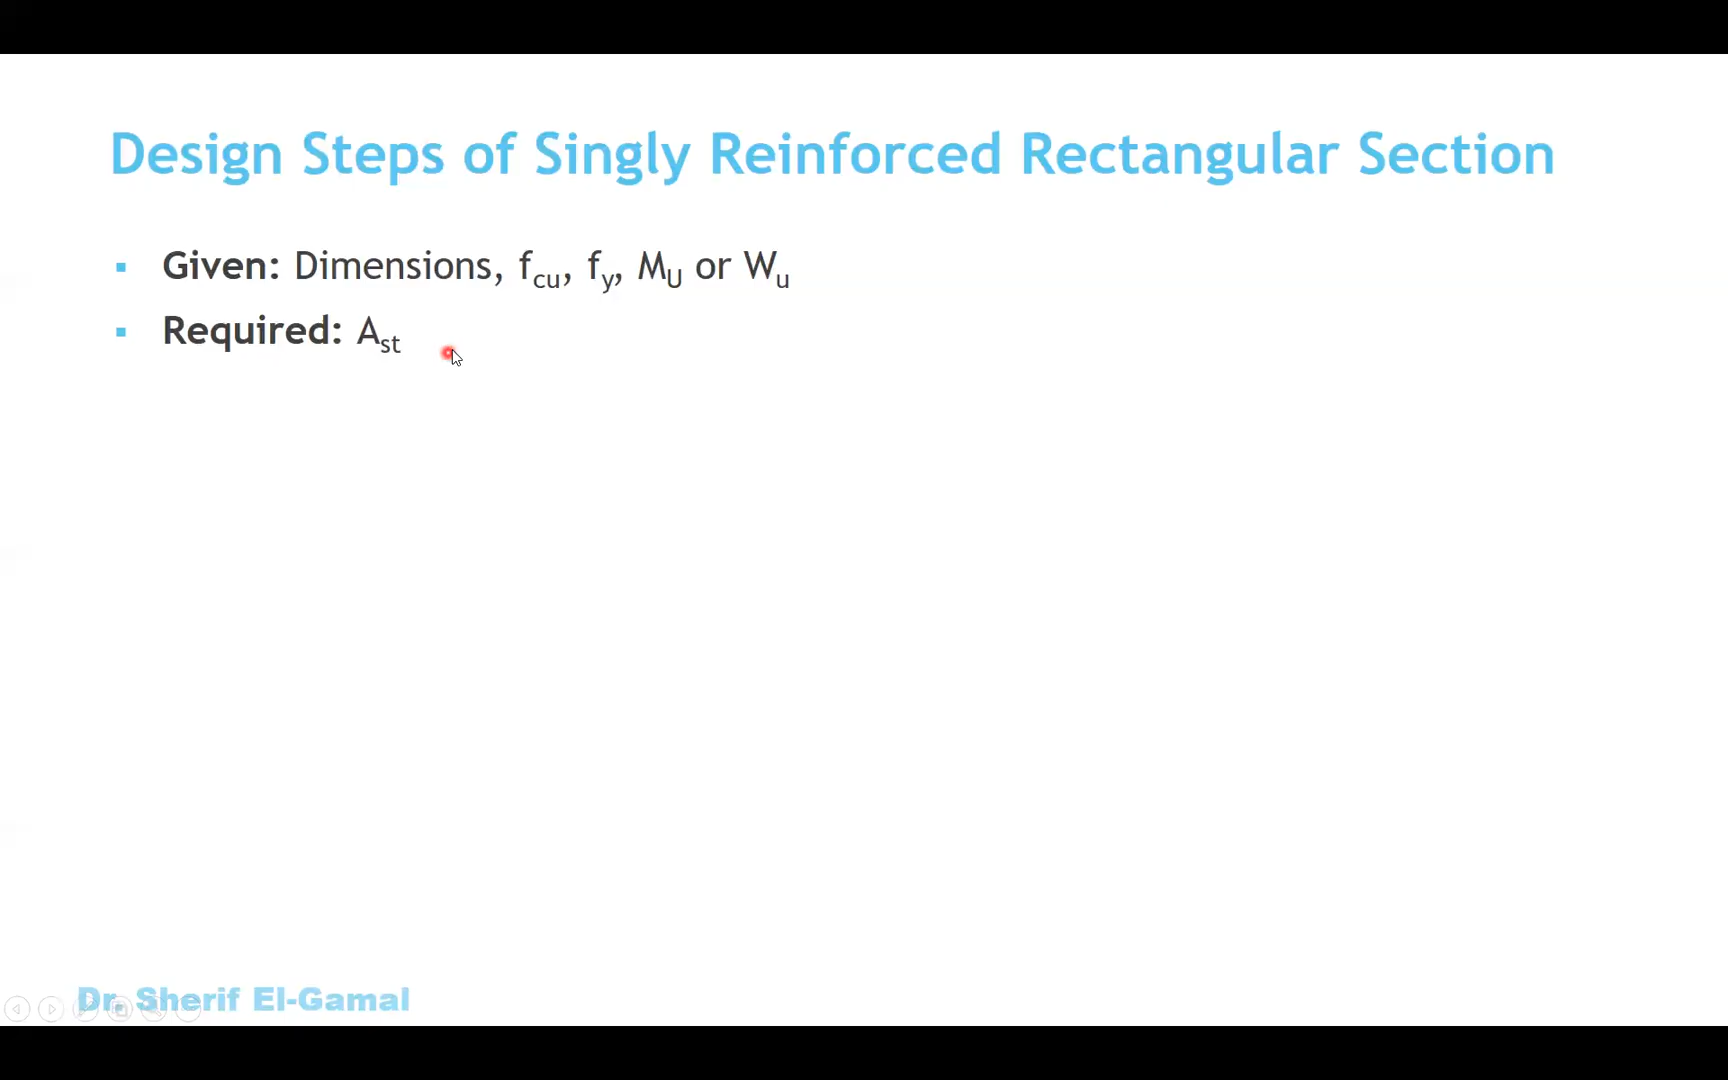 Design Steps of Singly Reinforced Rectangular Section
▪ Given: Dimensions, fcu, fy, MU or Wu
▪ Required: Ast
Dr. Sherif El-Gamal